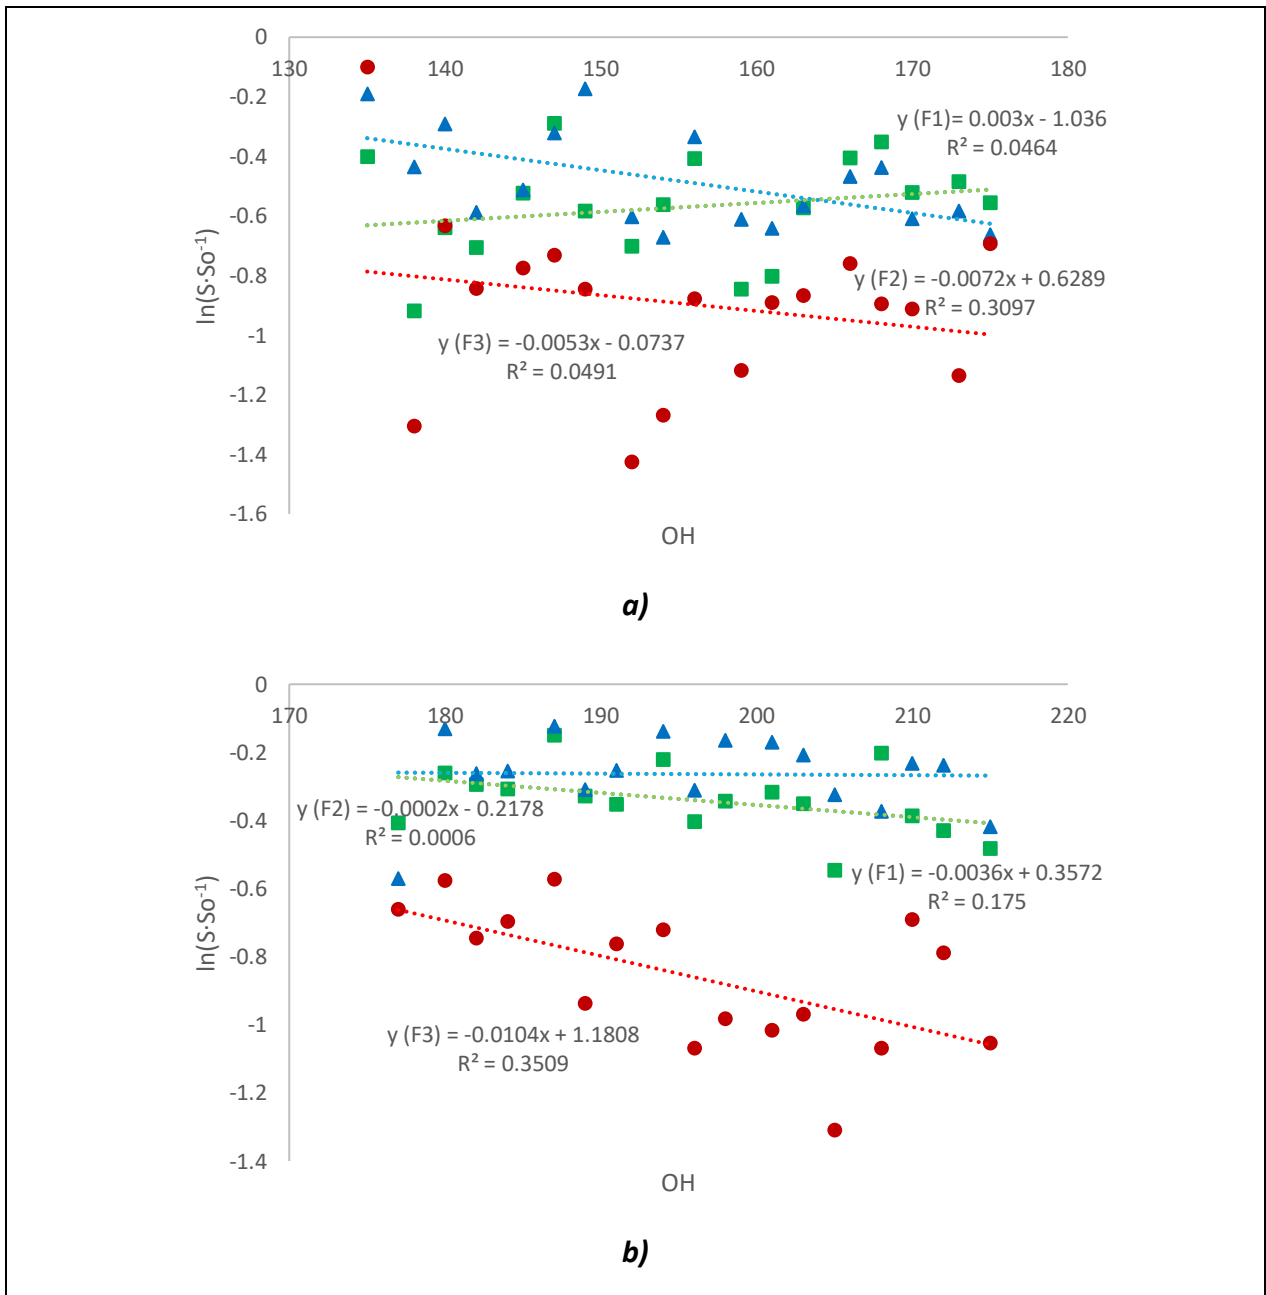 0
130 140 150 160 170 180
-0.2
y (F1)= 0.003x - 1.036
R² = 0.0464
-0.4
-0.6
-0.8
y (F2) = -0.0072x + 0.6289
R² = 0.3097
-1
y (F3) = -0.0053x - 0.0737
R² = 0.0491
-1.2
-1.4
-1.6
ln(S·So⁻¹)
OH
a)
0
170 180 190 200 210 220
-0.2
y (F2) = -0.0002x - 0.2178
R² = 0.0006
-0.4
y (F1) = -0.0036x + 0.3572
R² = 0.175
-0.6
-0.8
-1
y (F3) = -0.0104x + 1.1808
R² = 0.3509
-1.2
-1.4
ln(S·So⁻¹)
OH
b)